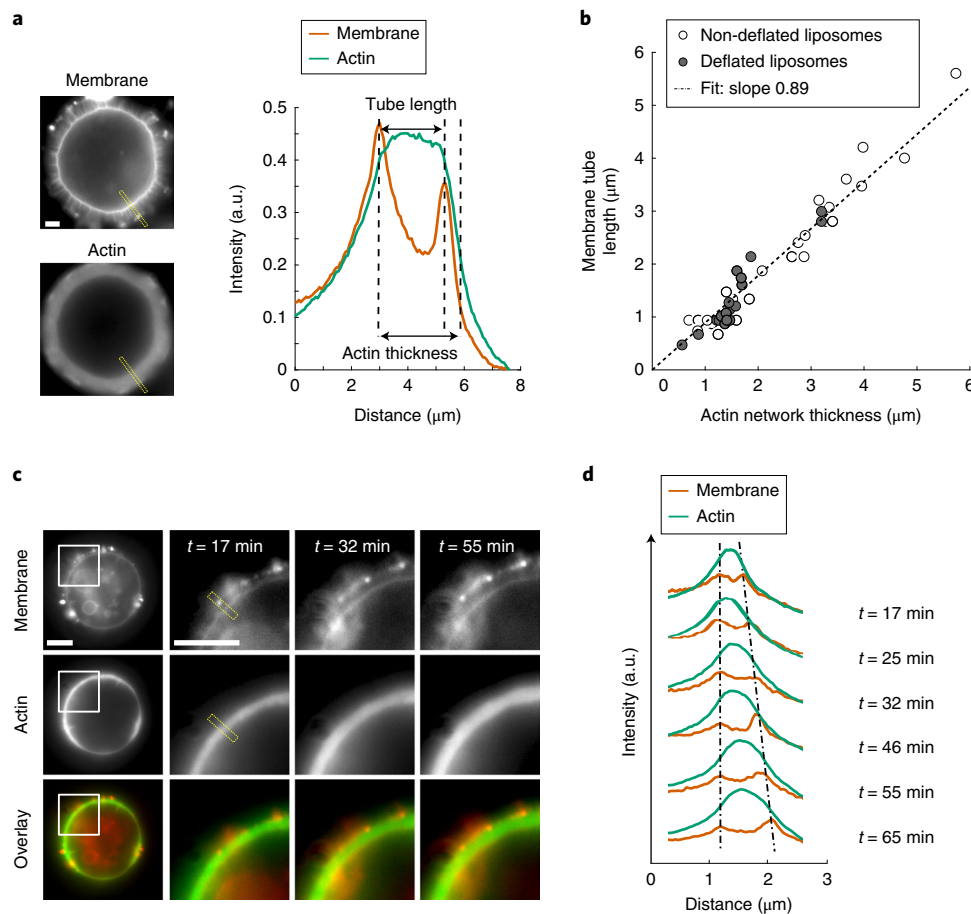 a
Membrane
Actin
Membrane
Actin
Tube length
Actin thickness
Intensity (a.u.)
0.5
0.4
0.3
0.2
0.1
0
0 2 4 6 8
Distance (μm)
b
Non-deflated liposomes
Deflated liposomes
Fit: slope 0.89
Membrane tube
length (μm)
6
5
4
3
2
1
0
0 1 2 3 4 5 6
Actin network thickness (μm)
c
t = 17 min
t = 32 min
t = 55 min
Membrane
Actin
Overlay
d
Membrane
Actin
Intensity (a.u.)
t = 17 min
t = 25 min
t = 32 min
t = 46 min
t = 55 min
t = 65 min
0 1 2 3
Distance (μm)